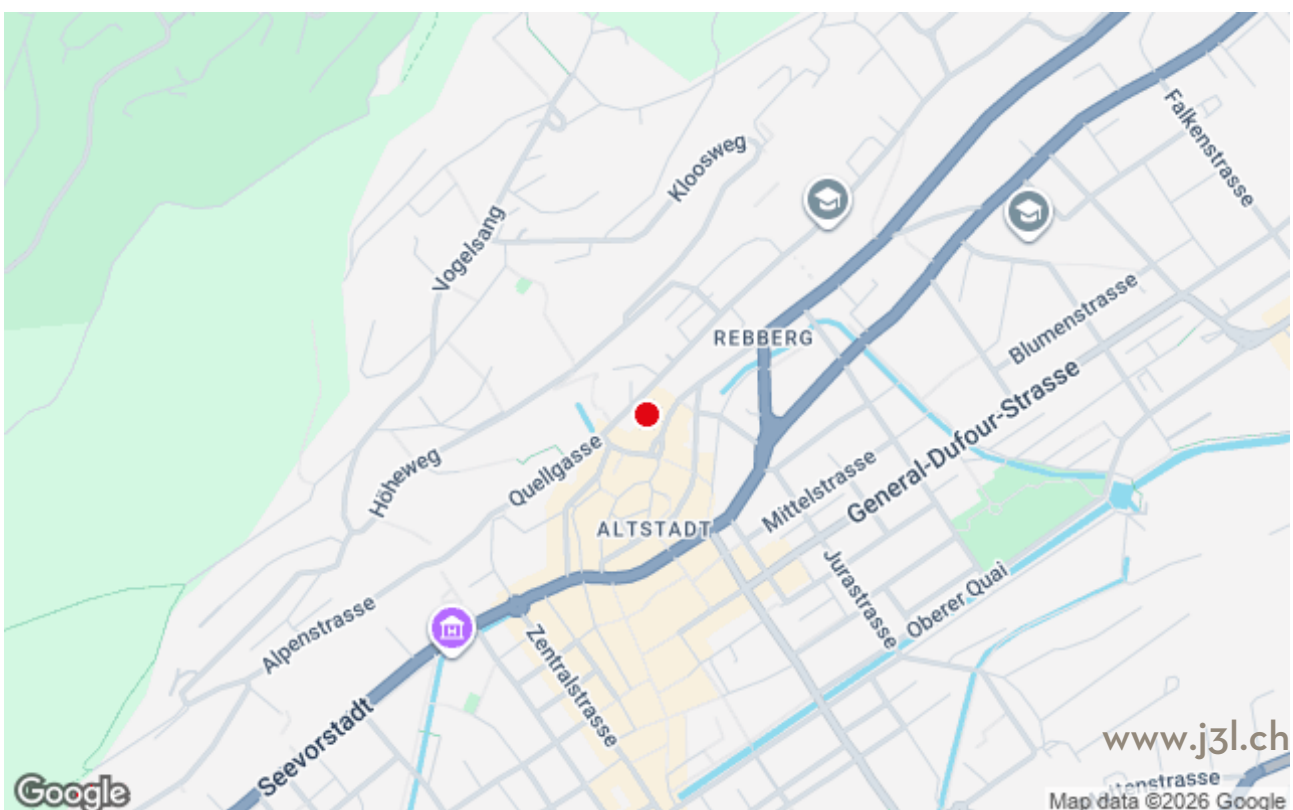 Falkenstrasse
Kloosweg
Vogelsang
Blumenstrasse
REBBERG
General-Dufour-Strasse
Höheweg
Quellgasse
Mittelstrasse
ALTSTADT
Jurastrasse
Oberer Quai
Alpenstrasse
Zentralstrasse
Seevorstadt
www.j3l.ch
Google
Map data ©2026 Google